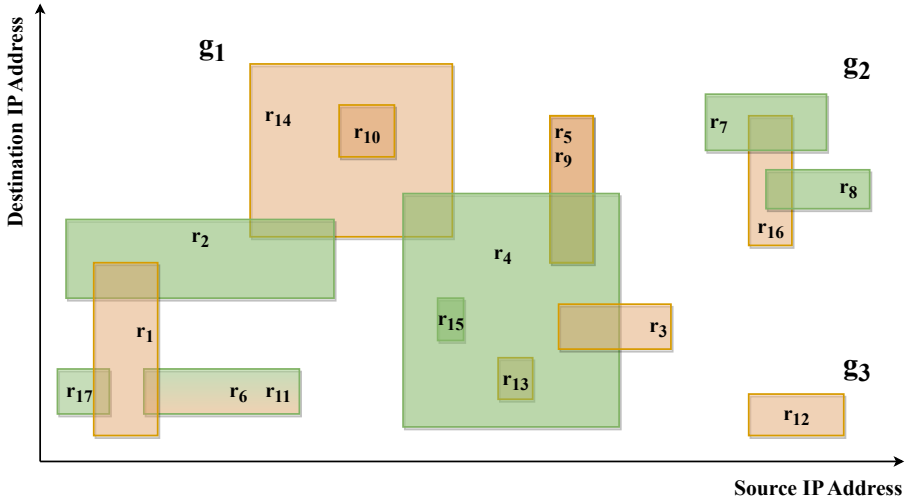 Destination IP Address
g1
g2
r14
r10
r5
r9
r7
r8
r16
r2
r4
r1
r15
r3
r17
r6 r11
r13
g3
r12
Source IP Address